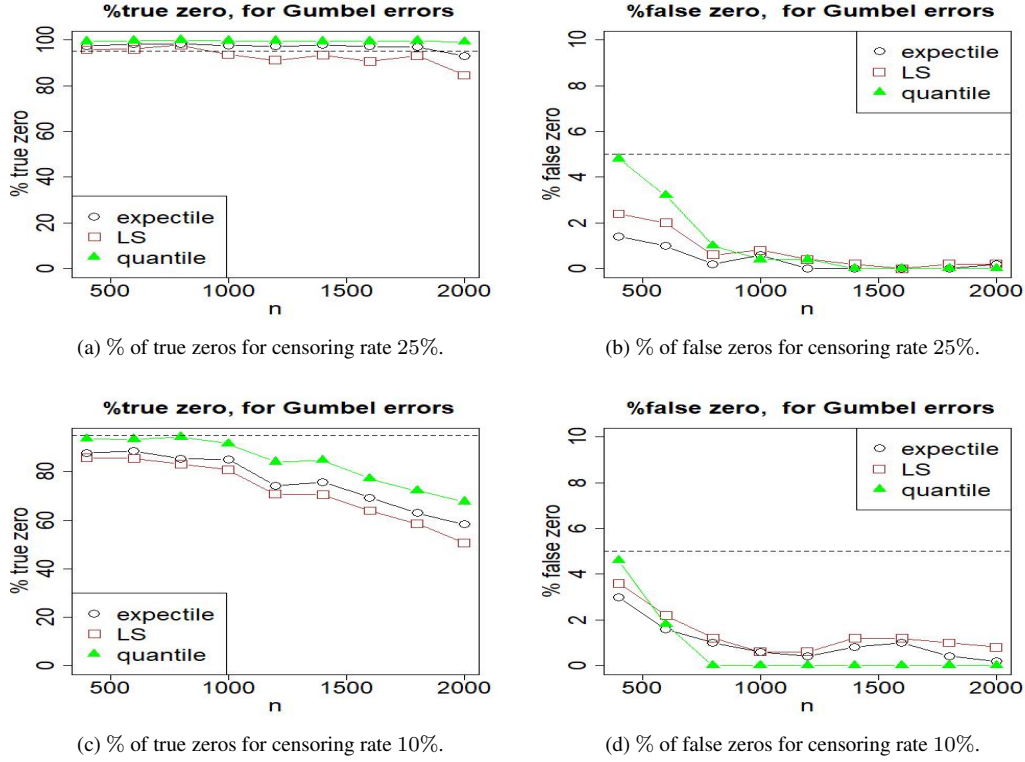 %true zero, for Gumbel errors
% true zero
100
80
60
40
20
0
expectile
LS
quantile
500 1000 1500 2000
n
(a) % of true zeros for censoring rate 25%.
%false zero, for Gumbel errors
% false zero
10
8
6
4
2
0
expectile
LS
quantile
500 1000 1500 2000
n
(b) % of false zeros for censoring rate 25%.
%true zero, for Gumbel errors
% true zero
80
60
40
20
0
expectile
LS
quantile
500 1000 1500 2000
n
(c) % of true zeros for censoring rate 10%.
%false zero, for Gumbel errors
% false zero
10
8
6
4
2
0
expectile
LS
quantile
500 1000 1500 2000
n
(d) % of false zeros for censoring rate 10%.